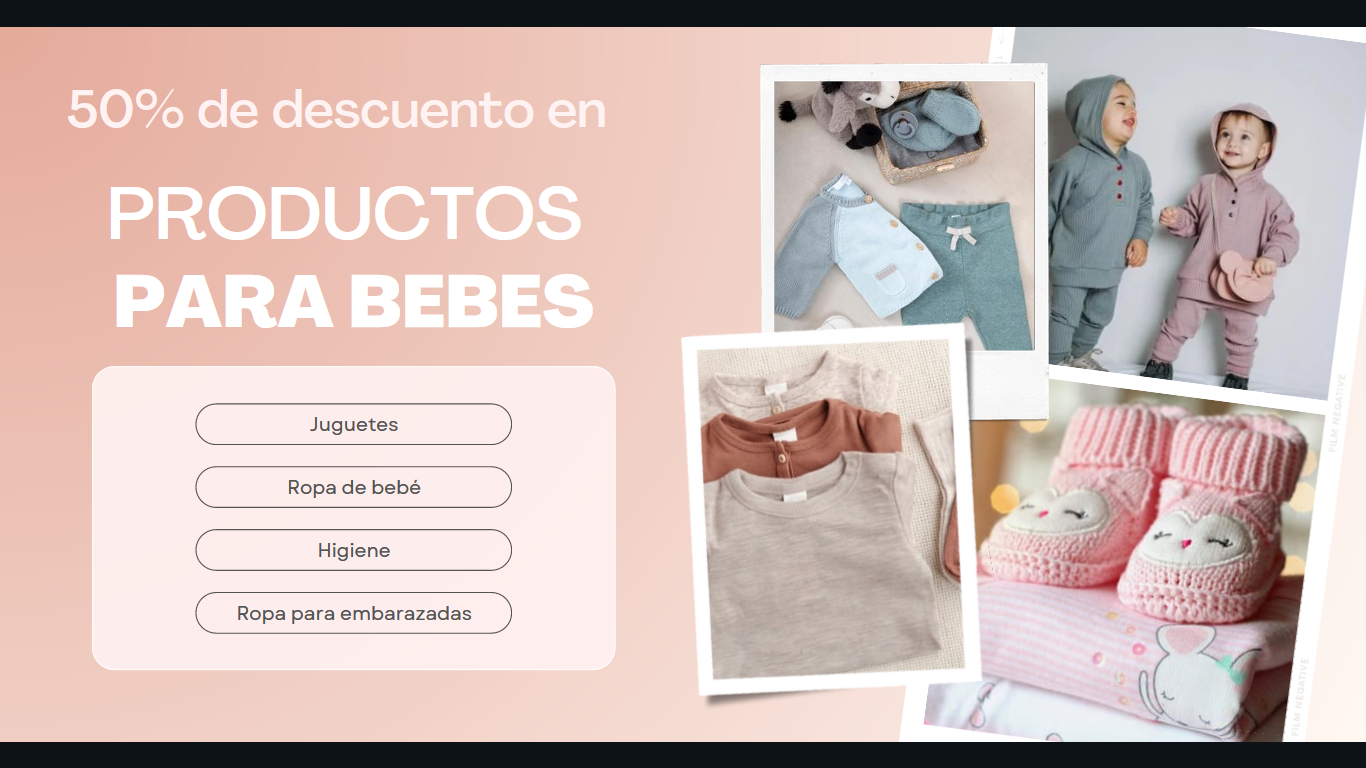 50% de descuento en
PRODUCTOS
PARA BEBES
Juguetes
Ropa de bebé
Higiene
Ropa para embarazadas
FILM NEGATIVE
FILM NEGATIVE